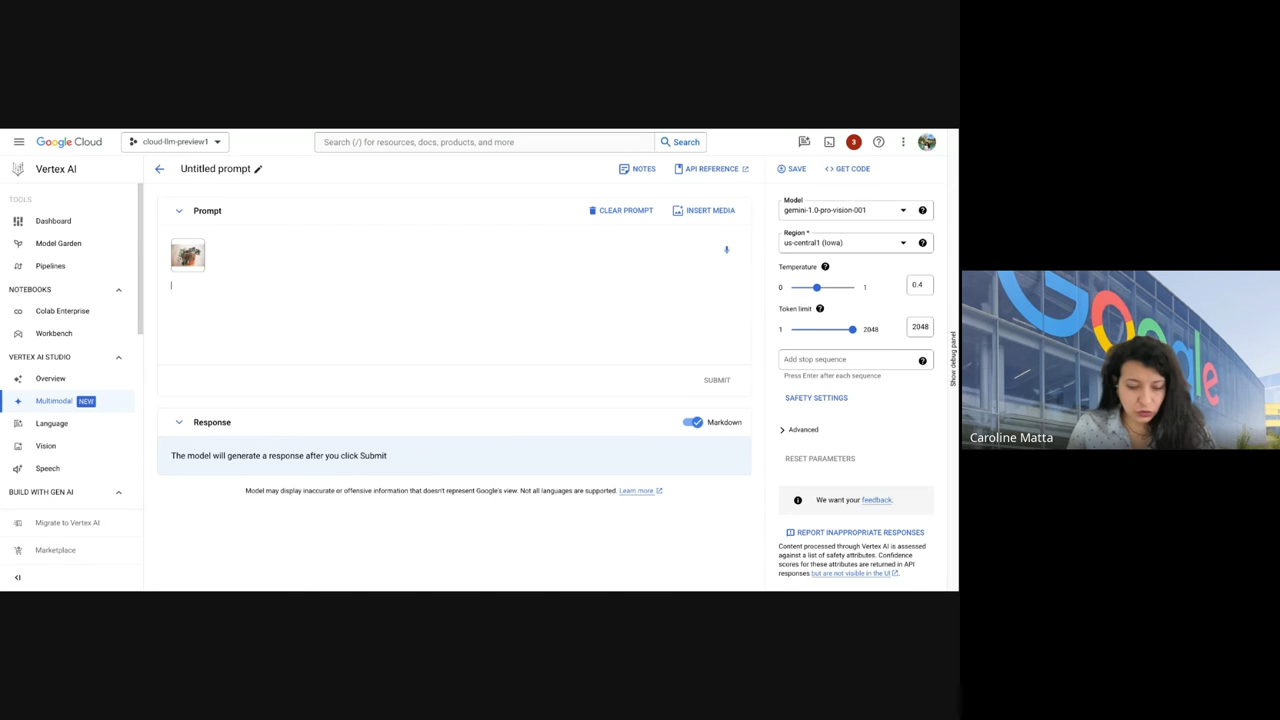 Google Cloud
cloud-llm-preview1
Search (/) for resources, docs, products, and more
Search
3
Vertex AI
Untitled prompt
NOTES
API REFERENCE
SAVE
GET CODE
TOOLS
Dashboard
Model Garden
Pipelines
NOTEBOOKS
Colab Enterprise
Workbench
VERTEX AI STUDIO
Overview
Multimodal NEW
Language
Vision
Speech
BUILD WITH GEN AI
Migrate to Vertex AI
Marketplace
Prompt
CLEAR PROMPT
INSERT MEDIA
SUBMIT
Response
Markdown
The model will generate a response after you click Submit
Model may display inaccurate or offensive information that doesn't represent Google's view. Not all languages are supported. Learn more.
Model
gemini-1.0-pro-vision-001
Region *
us-central1 (Iowa)
Temperature
0
1
0.4
Token limit
1
2048
2048
Add stop sequence
Press Enter after each sequence
SAFETY SETTINGS
Advanced
RESET PARAMETERS
We want your feedback.
REPORT INAPPROPRIATE RESPONSES
Content processed through Vertex AI is assessed
against a list of safety attributes. Confidence
scores for these attributes are returned in API
responses but are not visible in the UI.
Show debug panel
Google
Caroline Matta